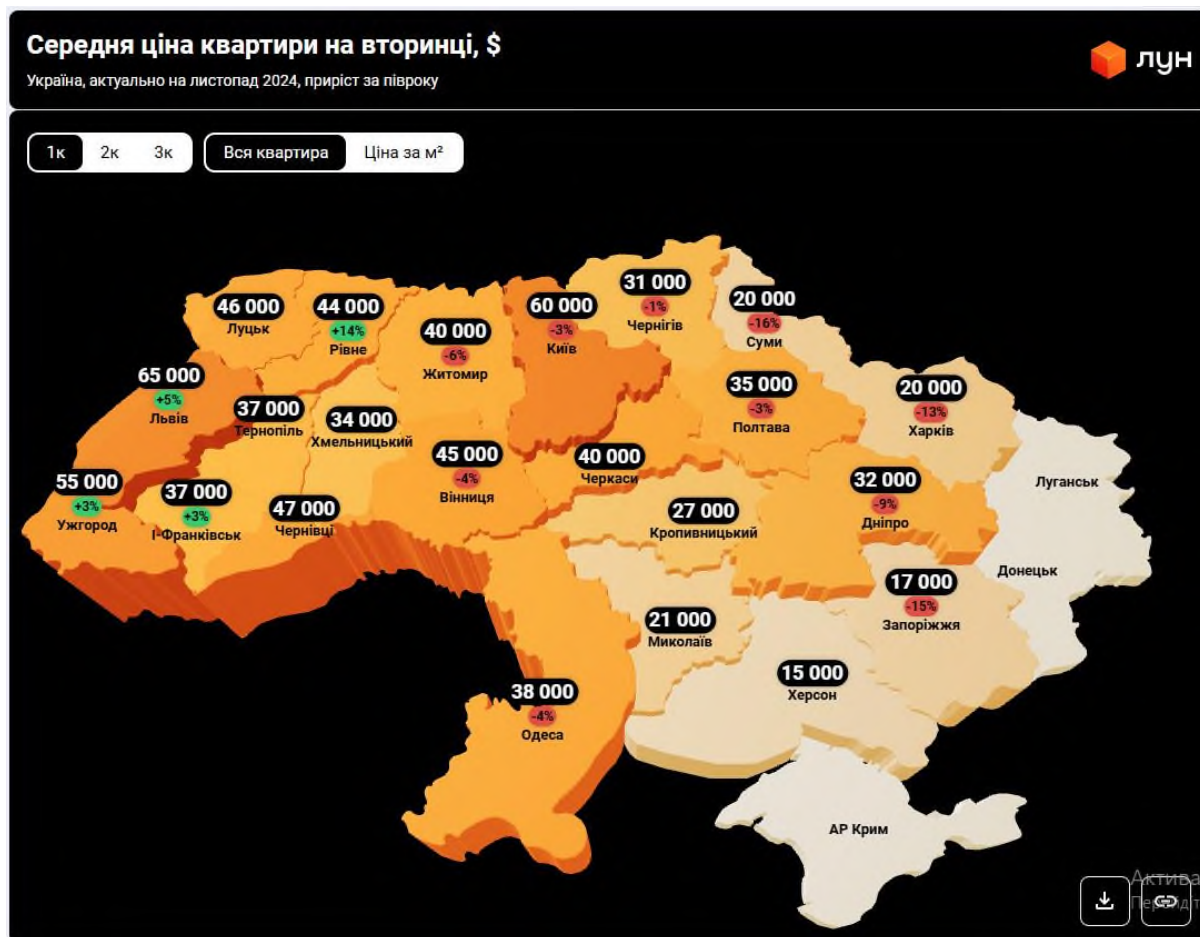 Середня ціна квартири на вторинці, $
Україна, актуально на листопад 2024, приріст за півроку
лун
1к 2к 3к Вся квартира Ціна за м²
46 000
Луцьк
44 000
+14%
Рівне
40 000
-6%
Житомир
60 000
-3%
Київ
31 000
-1%
Чернігів
20 000
-16%
Суми
65 000
+5%
Львів
37 000
Тернопіль
34 000
Хмельницький
35 000
-3%
Полтава
20 000
-13%
Харків
55 000
+3%
Ужгород
37 000
+3%
І-Франківськ
47 000
Чернівці
45 000
-4%
Вінниця
40 000
Черкаси
27 000
Кропивницький
32 000
-9%
Дніпро
Луганськ
Донецьк
17 000
-15%
Запоріжжя
21 000
Миколаїв
15 000
Херсон
38 000
-4%
Одеса
АР Крим
Актива